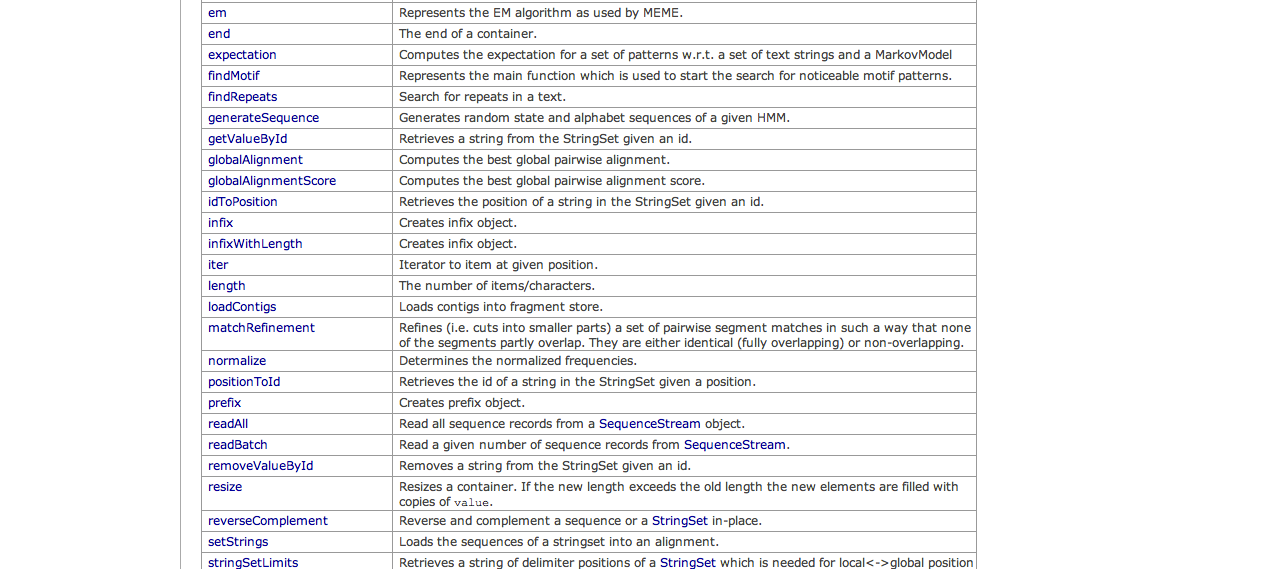 em Represents the EM algorithm as used by MEME.
end The end of a container.
expectation Computes the expectation for a set of patterns w.r.t. a set of text strings and a MarkovModel
findMotif Represents the main function which is used to start the search for noticeable motif patterns.
findRepeats Search for repeats in a text.
generateSequence Generates random state and alphabet sequences of a given HMM.
getValueById Retrieves a string from the StringSet given an id.
globalAlignment Computes the best global pairwise alignment.
globalAlignmentScore Computes the best global pairwise alignment score.
idToPosition Retrieves the position of a string in the StringSet given an id.
infix Creates infix object.
infixWithLength Creates infix object.
iter Iterator to item at given position.
length The number of items/characters.
loadContigs Loads contigs into fragment store.
matchRefinement Refines (i.e. cuts into smaller parts) a set of pairwise segment matches in such a way that none
of the segments partly overlap. They are either identical (fully overlapping) or non-overlapping.
normalize Determines the normalized frequencies.
positionToId Retrieves the id of a string in the StringSet given a position.
prefix Creates prefix object.
readAll Read all sequence records from a SequenceStream object.
readBatch Read a given number of sequence records from SequenceStream.
removeValueById Removes a string from the StringSet given an id.
resize Resizes a container. If the new length exceeds the old length the new elements are filled with
copies of value.
reverseComplement Reverse and complement a sequence or a StringSet in-place.
setStrings Loads the sequences of a stringset into an alignment.
stringSetLimits Retrieves a string of delimiter positions of a StringSet which is needed for local<->global position